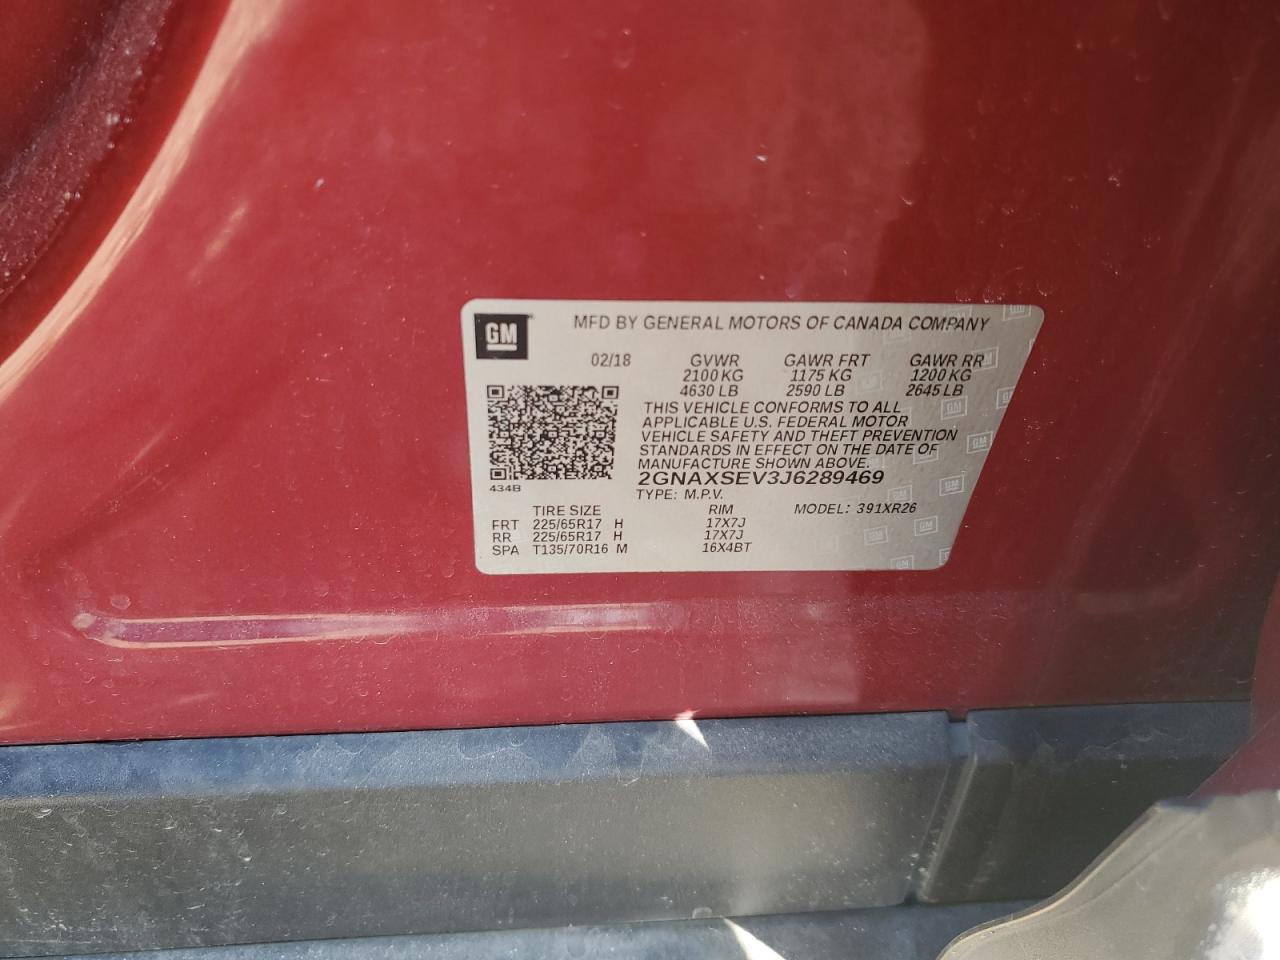 GM
MFD BY GENERAL MOTORS OF CANADA COMPANY
02/18 GVWR GAWR FRT GAWR RR
2100 KG 1175 KG 1200 KG
4630 LB 2590 LB 2645 LB
THIS VEHICLE CONFORMS TO ALL
APPLICABLE U.S. FEDERAL MOTOR
VEHICLE SAFETY AND THEFT PREVENTION
STANDARDS IN EFFECT ON THE DATE OF
MANUFACTURE SHOWN ABOVE.
2GNAXSEV3J6289469
434B
TYPE: M.P.V.
TIRE SIZE RIM MODEL: 391XR26
FRT 225/65R17 H 17X7J
RR 225/65R17 H 17X7J
SPA T135/70R16 M 16X4BT